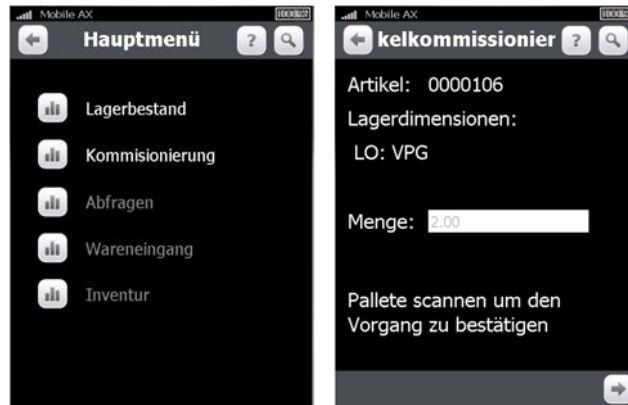 Mobile AX
Hauptmenü
?
Lagerbestand
Kommisionierung
Abfragen
Wareneingang
Inventur
Mobile AX
kelkommissionier
?
Artikel: 0000106
Lagerdimensionen:
LO: VPG
Menge: 2.00
Pallete scannen um den
Vorgang zu bestätigen